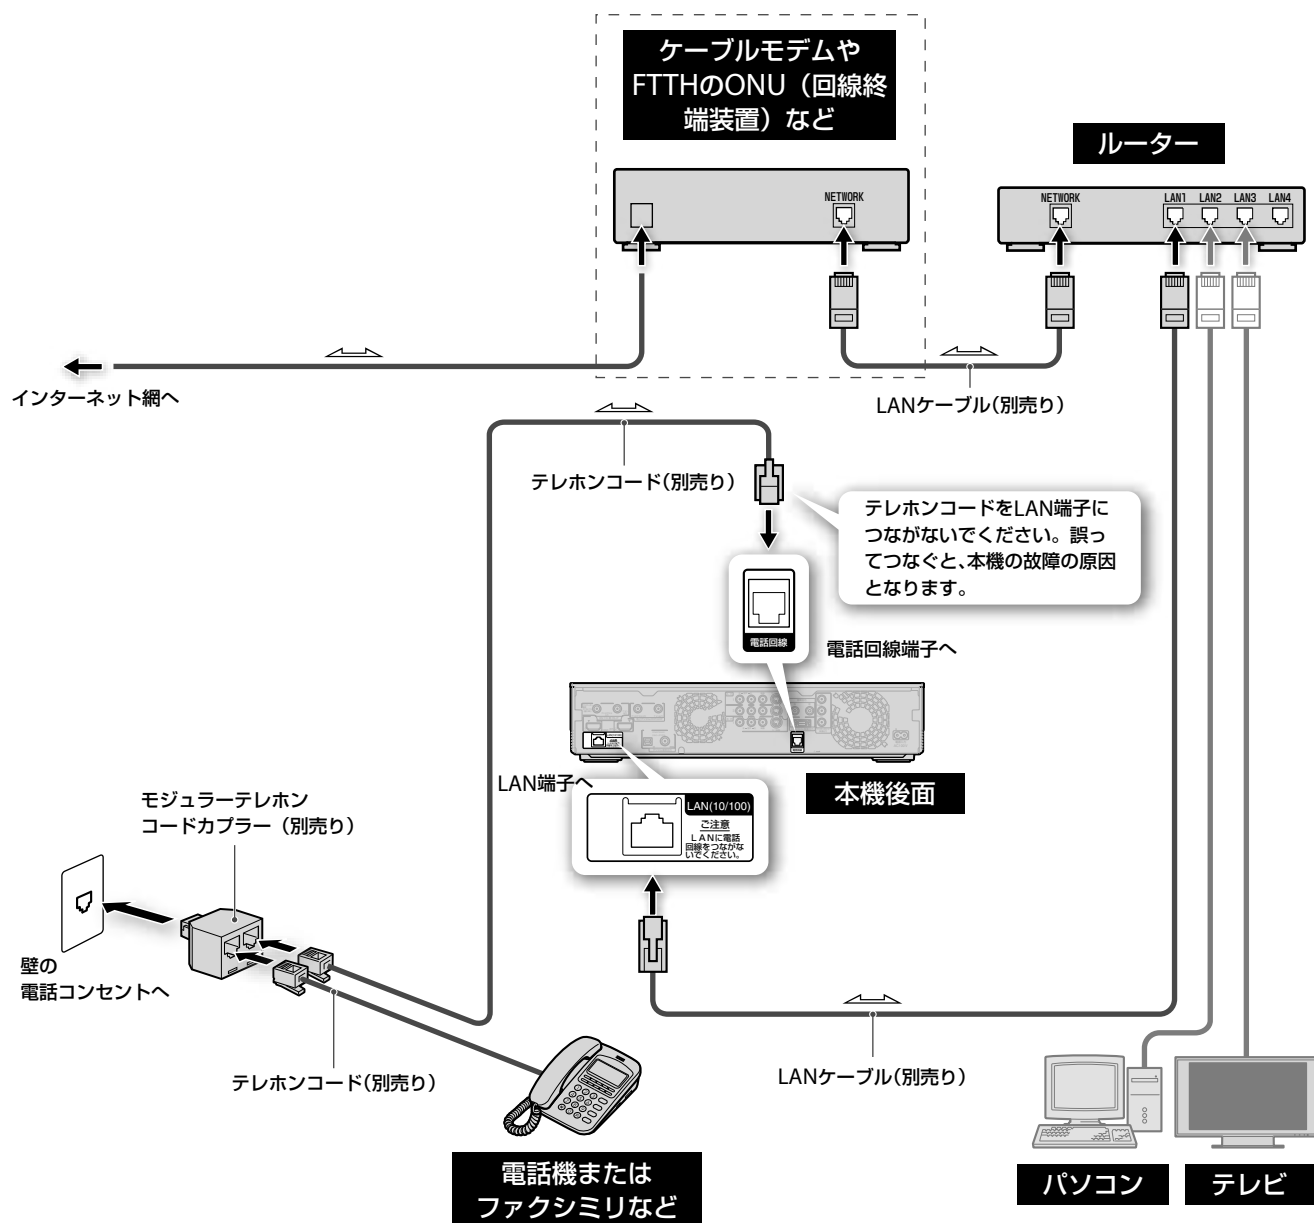 ケーブルモデムや
FTTHのONU（回線終
端装置）など
ルーター
NETWORK
NETWORK
LAN1 LAN2 LAN3 LAN4
インターネット網へ
LANケーブル（別売り）
テレホンコード（別売り）
テレホンコードをLAN端子に
つながないでください。誤っ
てつなぐと、本機の故障の原因
となります。
電話回線
電話回線端子へ
LAN端子へ
本機後面
LAN(10/100)
ご注意
LANに電話
回線をつながな
いでください。
モジュラーテレホン
コードカプラー（別売り）
壁の
電話コンセントへ
テレホンコード（別売り）
LANケーブル（別売り）
電話機または
ファクシミリなど
パソコン
テレビ